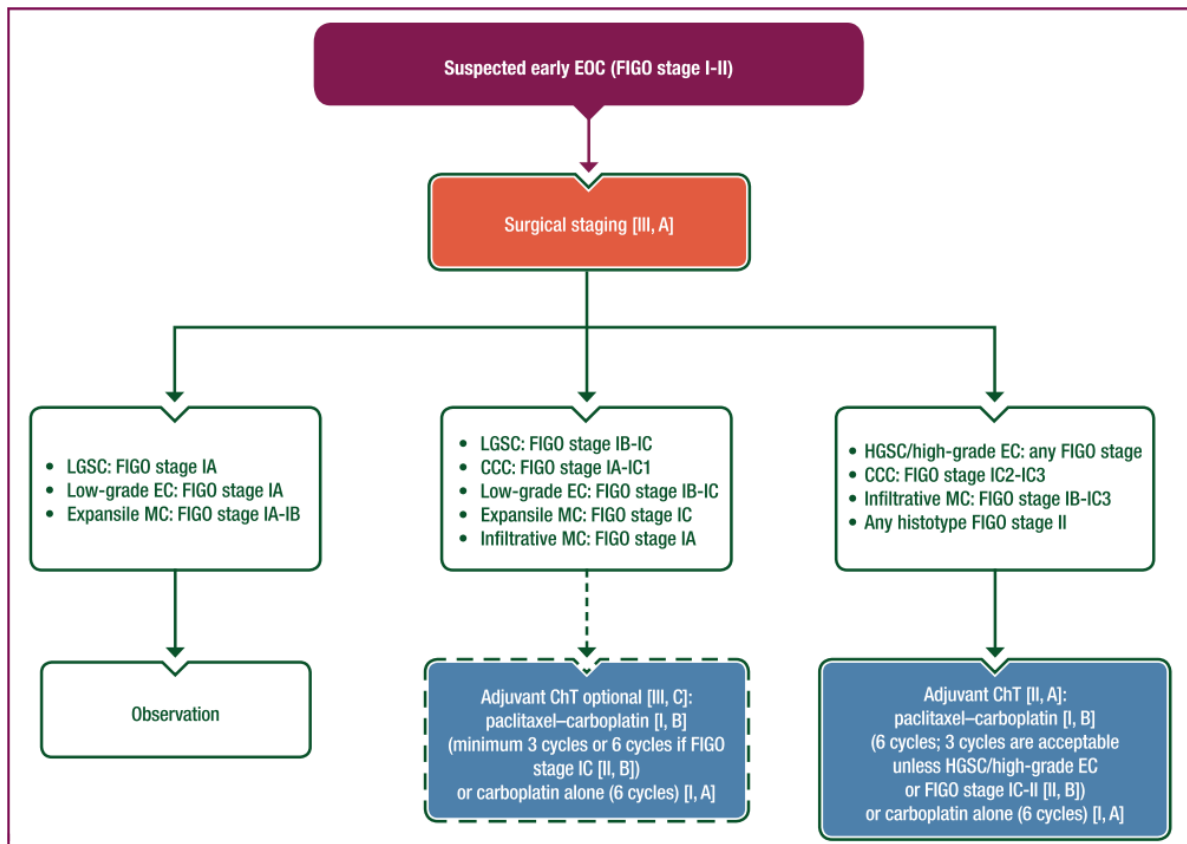 Suspected early EOC (FIGO stage I-II)
Surgical staging [III, A]
• LGSC: FIGO stage IA
• Low-grade EC: FIGO stage IA
• Expansile MC: FIGO stage IA-IB
• LGSC: FIGO stage IB-IC
• CCC: FIGO stage IA-IC1
• Low-grade EC: FIGO stage IB-IC
• Expansile MC: FIGO stage IC
• Infiltrative MC: FIGO stage IA
• HGSC/high-grade EC: any FIGO stage
• CCC: FIGO stage IC2-IC3
• Infiltrative MC: FIGO stage IB-IC3
• Any histotype FIGO stage II
Observation
Adjuvant ChT optional [III, C]:
paclitaxel–carboplatin [I, B]
(minimum 3 cycles or 6 cycles if FIGO
stage IC [II, B])
or carboplatin alone (6 cycles) [I, A]
Adjuvant ChT [II, A]:
paclitaxel–carboplatin [I, B]
(6 cycles; 3 cycles are acceptable
unless HGSC/high-grade EC
or FIGO stage IC-II [II, B])
or carboplatin alone (6 cycles) [I, A]